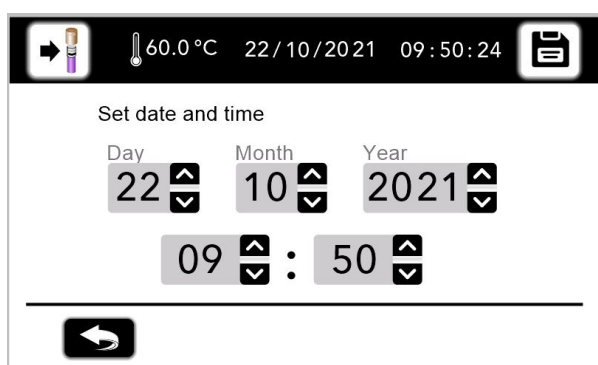 60.0 °C 22/10/2021 09:50:24
Set date and time
Day Month Year
22 10 2021
09 : 50